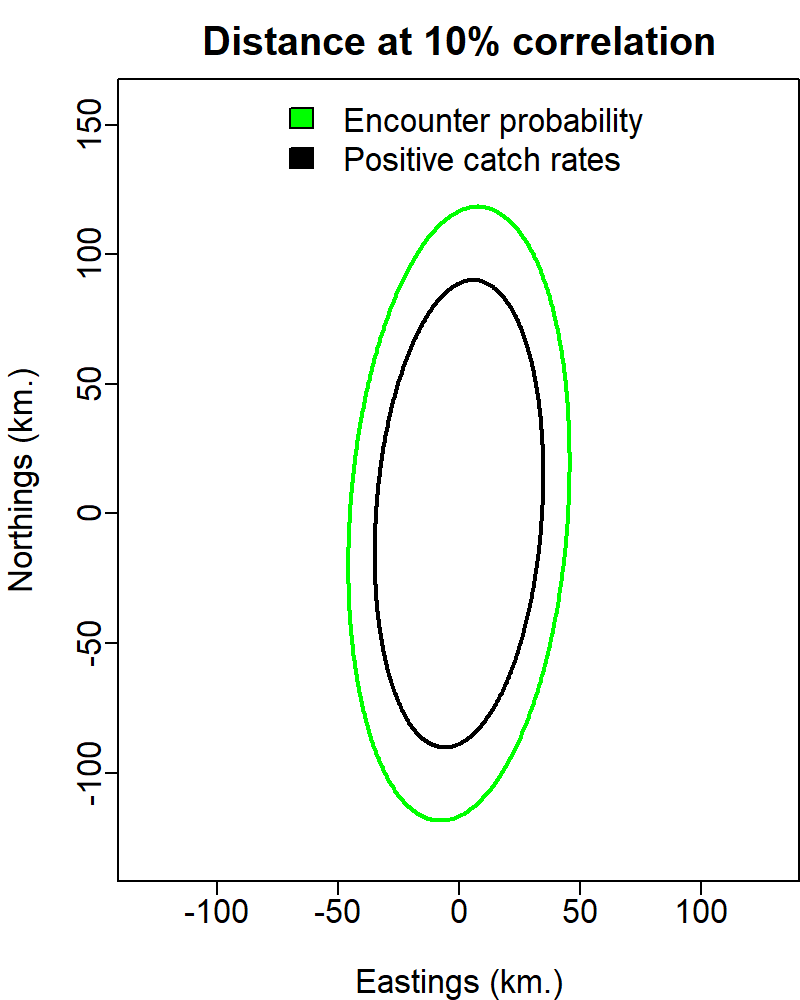 Distance at 10% correlation
Encounter probability
Positive catch rates
150
100
50
0
-50
-100
Northings (km.)
-100 -50 0 50 100
Eastings (km.)